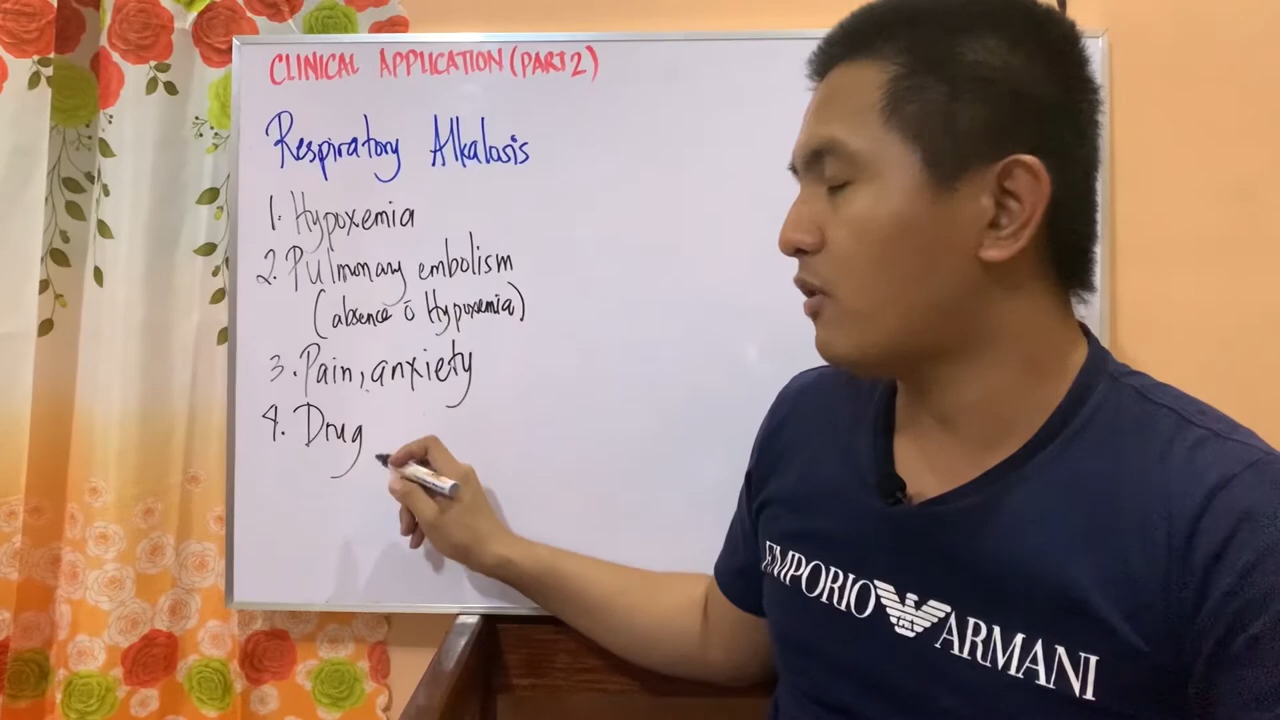 CLINICAL APPLICATION (PART 2)
Respiratory Alkalosis
1. Hypoxemia
2. Pulmonary embolism
(absence ō Hypoxemia)
3. Pain, anxiety
4. Drug
EMPORIO ARMANI